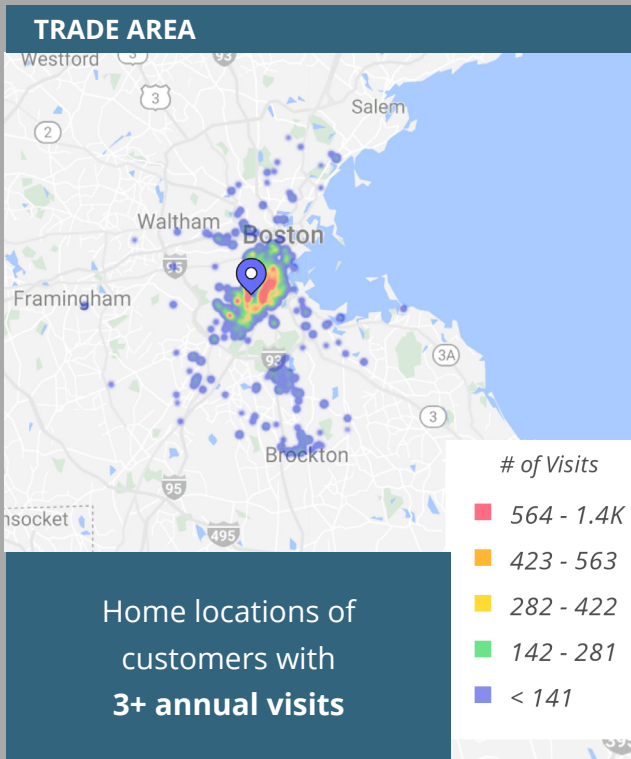 TRADE AREA
Westford
3
93
3
Salem
2
Waltham
Boston
95
Framingham
93
3A
3
Brockton
95
nsocket
495
# of Visits
564 - 1.4K
423 - 563
282 - 422
142 - 281
< 141
Home locations of
customers with
3+ annual visits